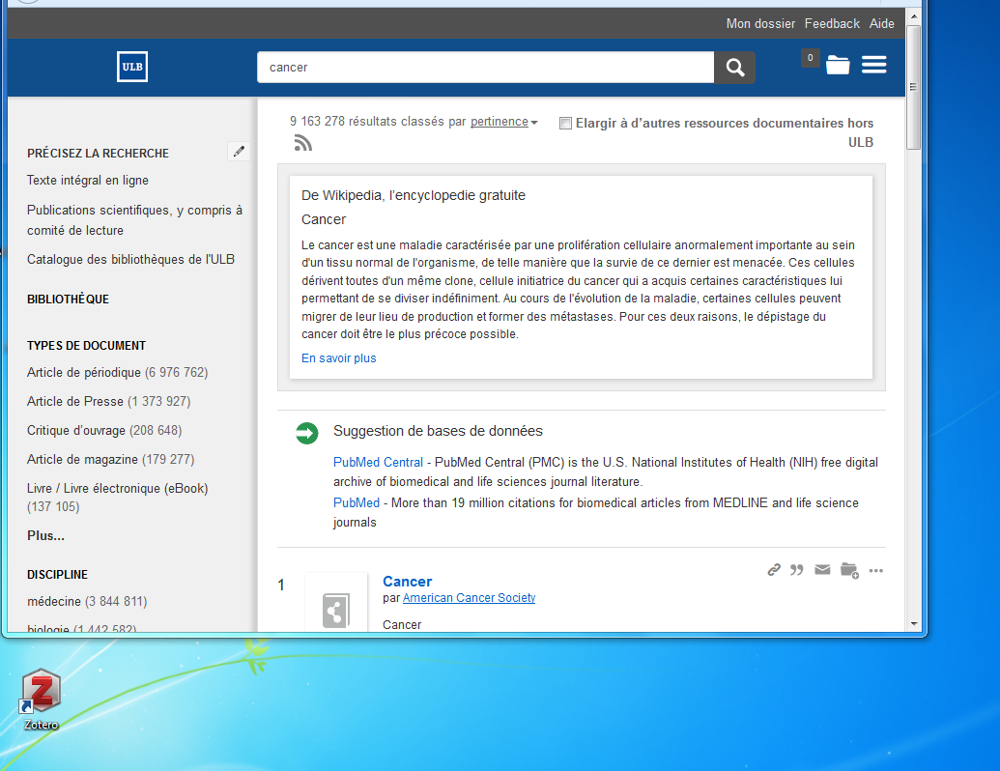 Mon dossier Feedback Aide
ULB
cancer
0
9 163 278 résultats classés par pertinence
Elargir à d'autres ressources documentaires hors
ULB
PRÉCISEZ LA RECHERCHE
Texte intégral en ligne
Publications scientifiques, y compris à
comité de lecture
Catalogue des bibliothèques de l'ULB
BIBLIOTHÈQUE
TYPES DE DOCUMENT
Article de périodique (6 976 762)
Article de Presse (1 373 927)
Critique d'ouvrage (208 648)
Article de magazine (179 277)
Livre / Livre électronique (eBook)
(137 105)
Plus...
DISCIPLINE
médecine (3 844 811)
biologie (1 442 582)
De Wikipedia, l'encyclopedie gratuite
Cancer
Le cancer est une maladie caractérisée par une prolifération cellulaire anormalement importante au sein
d'un tissu normal de l'organisme, de telle manière que la survie de ce dernier est menacée. Ces cellules
dérivent toutes d'un même clone, cellule initiatrice du cancer qui a acquis certaines caractéristiques lui
permettant de se diviser indéfiniment. Au cours de l'évolution de la maladie, certaines cellules peuvent
migrer de leur lieu de production et former des métastases. Pour ces deux raisons, le dépistage du
cancer doit être le plus précoce possible.
En savoir plus
Suggestion de bases de données
PubMed Central - PubMed Central (PMC) is the U.S. National Institutes of Health (NIH) free digital
archive of biomedical and life sciences journal literature.
PubMed - More than 19 million citations for biomedical articles from MEDLINE and life science
journals
1
Cancer
par American Cancer Society
Cancer
Z
Zotero